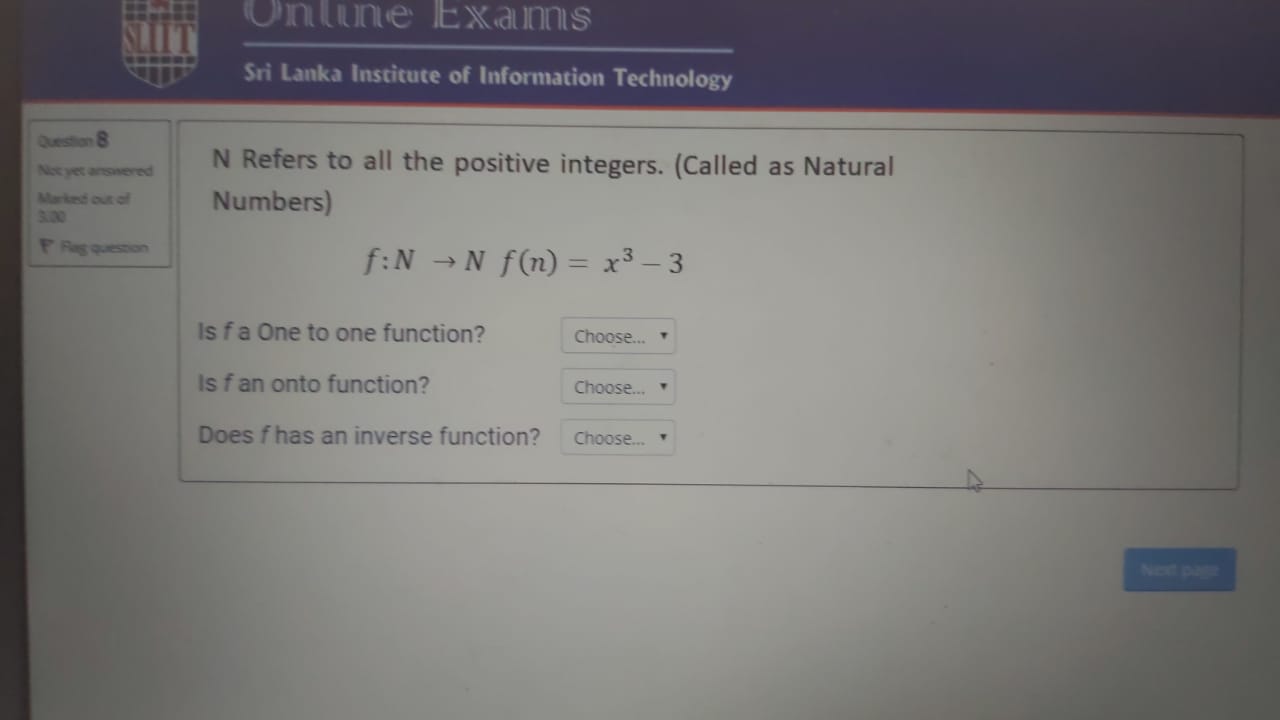 SLIIT
Online Exams
Sri Lanka Institute of Information Technology
Question 8
Not yet answered
Marked out of
3.00
Flag question
N Refers to all the positive integers. (Called as Natural
Numbers)
f:N → N f(n) = x³ – 3
Is f a One to one function? Choose...
Is f an onto function? Choose...
Does f has an inverse function? Choose...
Next page